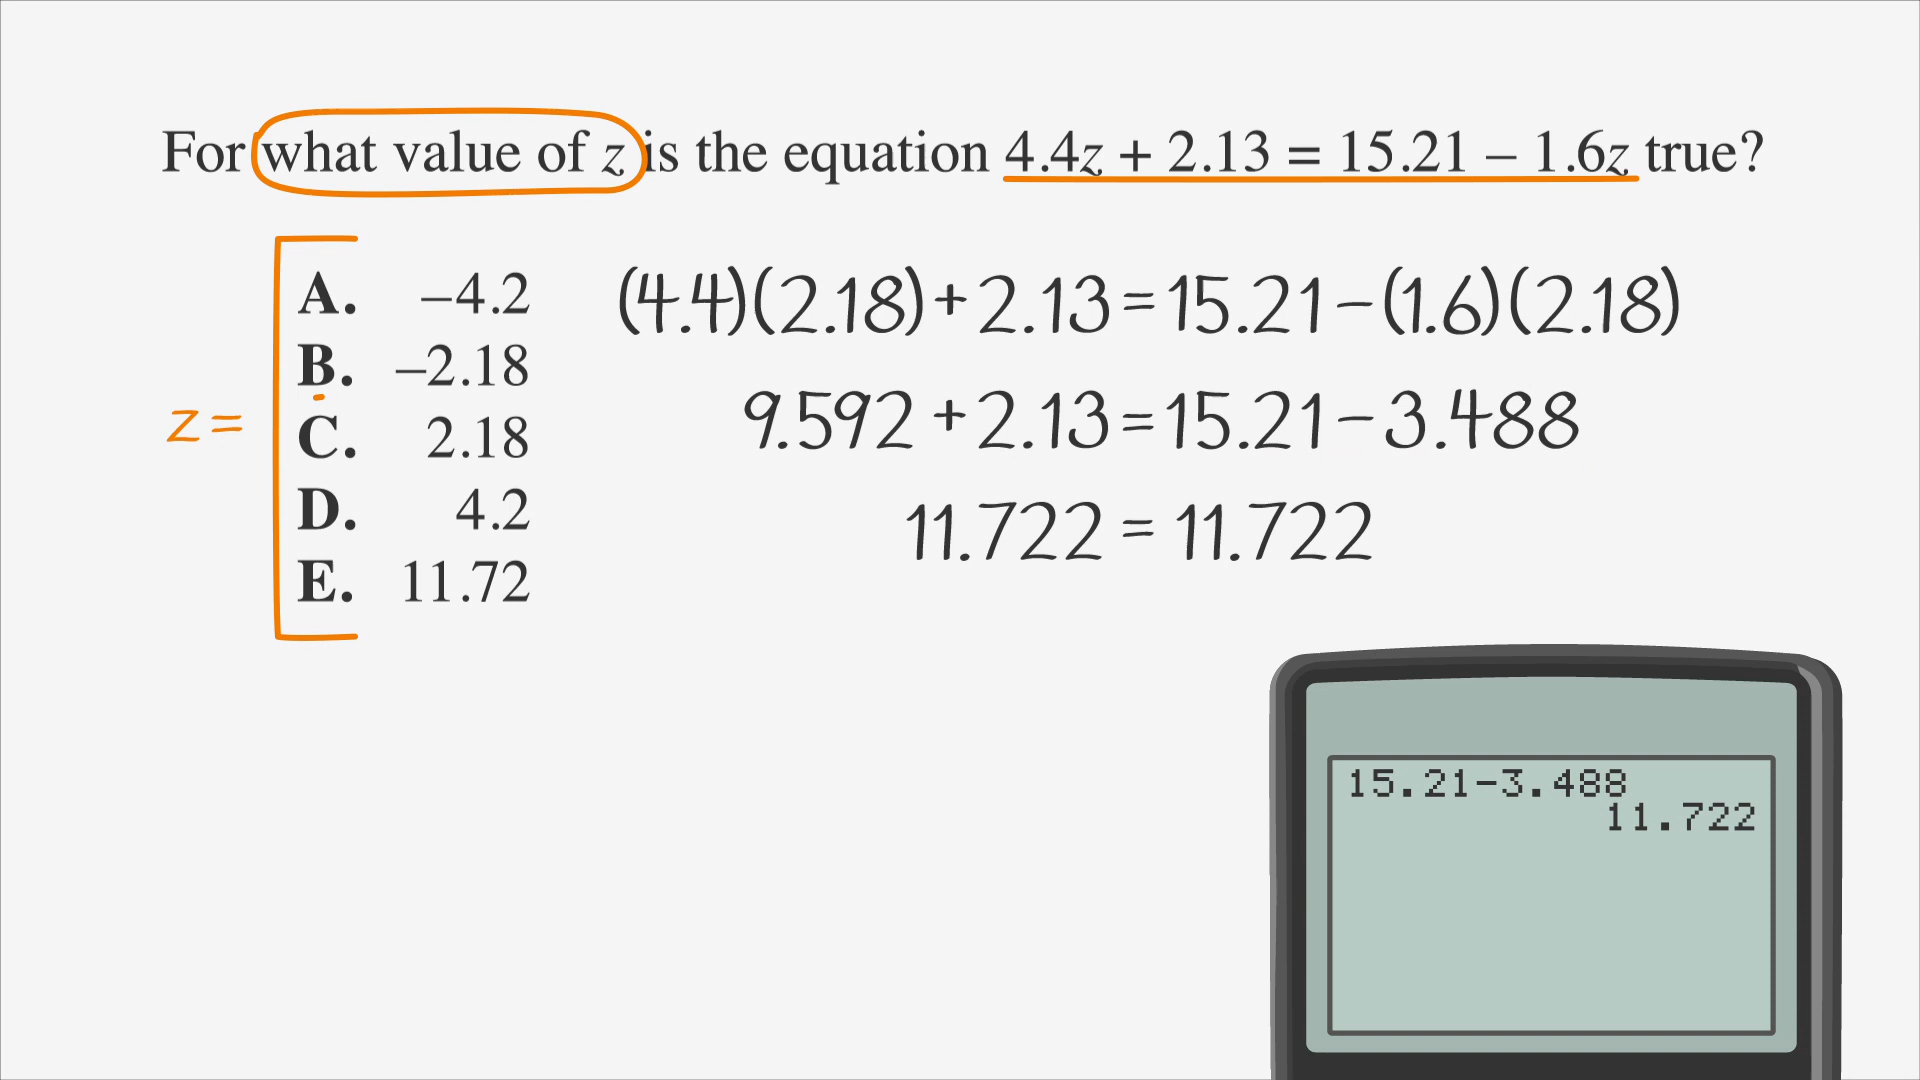 For what value of z is the equation 4.4z + 2.13 = 15.21 – 1.6z true?
A. –4.2
B. –2.18
C. 2.18
D. 4.2
E. 11.72
z =
(4.4)(2.18) + 2.13 = 15.21 – (1.6)(2.18)
9.592 + 2.13 = 15.21 – 3.488
11.722 = 11.722
15.21-3.488
11.722